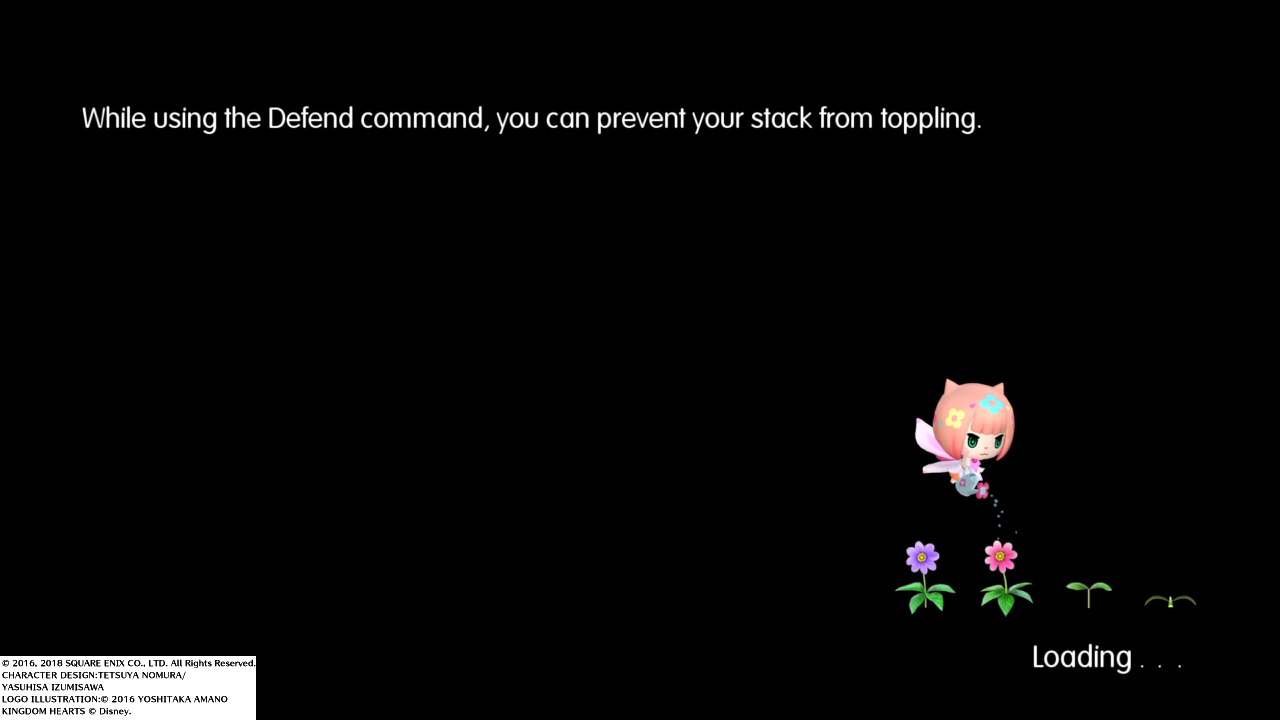 While using the Defend command, you can prevent your stack from toppling.
Loading . . .
© 2016, 2018 SQUARE ENIX CO., LTD. All Rights Reserved.
CHARACTER DESIGN:TETSUYA NOMURA/
YASUHISA IZUMISAWA
LOGO ILLUSTRATION:© 2016 YOSHITAKA AMANO
KINGDOM HEARTS © Disney.